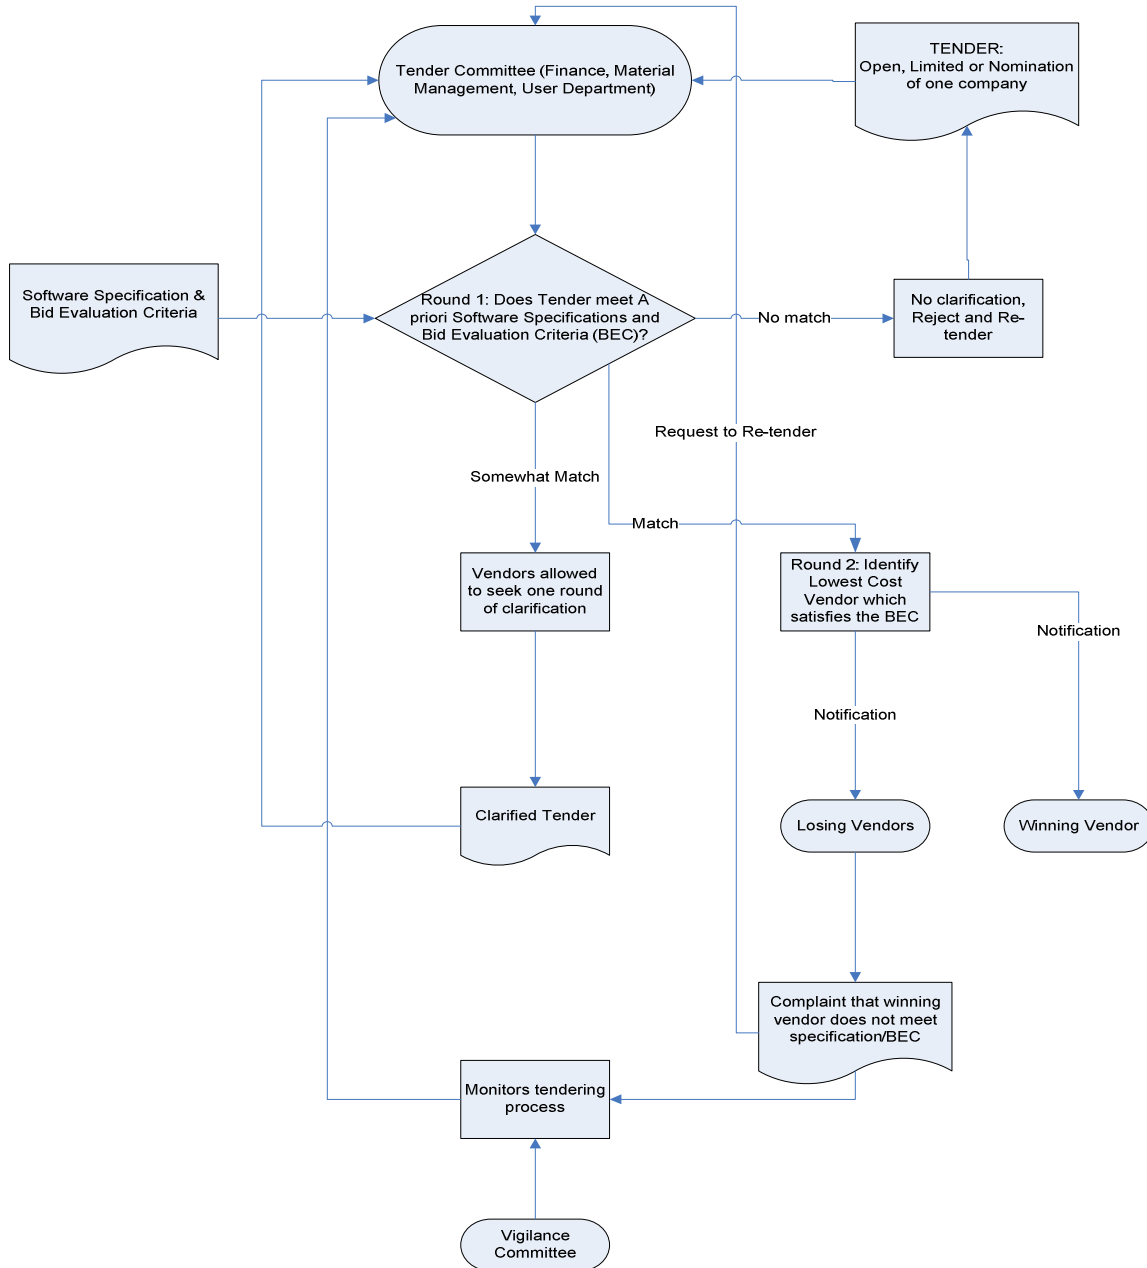 TENDER:
Open, Limited or Nomination
of one company
Tender Committee (Finance, Material
Management, User Department)
Software Specification &
Bid Evaluation Criteria
Round 1: Does Tender meet A
priori Software Specifications and
Bid Evaluation Criteria (BEC)?
No match
No clarification,
Reject and Re-
tender
Request to Re-tender
Somewhat Match
Match
Vendors allowed
to seek one round
of clarification
Round 2: Identify
Lowest Cost
Vendor which
satisfies the BEC
Notification
Notification
Clarified Tender
Losing Vendors
Winning Vendor
Complaint that winning
vendor does not meet
specification/BEC
Monitors tendering
process
Vigilance
Committee